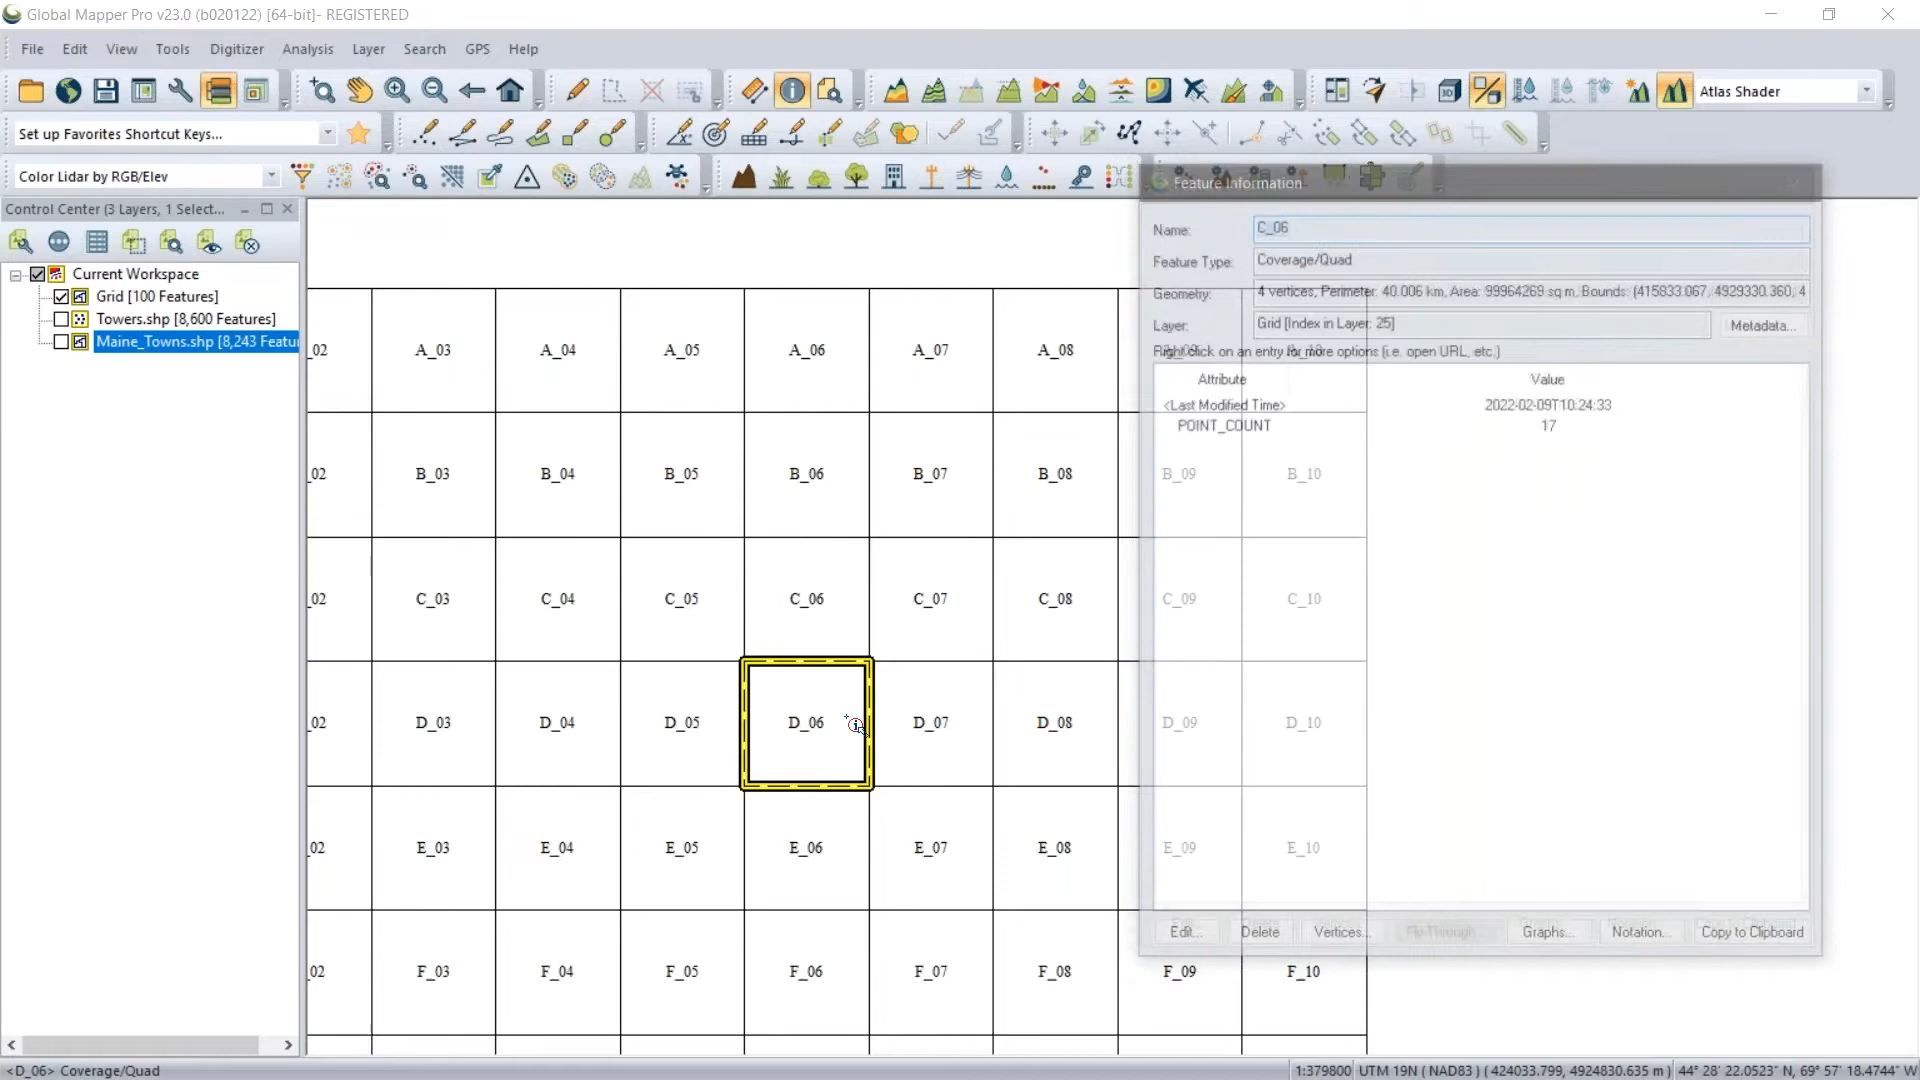 Global Mapper Pro v23.0 (b020122) [64-bit]- REGISTERED
File Edit View Tools Digitizer Analysis Layer Search GPS Help
Atlas Shader
Set up Favorites Shortcut Keys...
Color Lidar by RGB/Elev
Control Center (3 Layers, 1 Select...
Current Workspace
Grid [100 Features]
Towers.shp [8,600 Features]
Maine_Towns.shp [8,243 Featu
Feature Information
Name: C_06
Feature Type: Coverage/Quad
Geometry: 4 vertices, Perimeter: 40.006 km, Area: 99964269 sq m, Bounds: (415833.067, 4929330.360, 4
Layer: Grid [Index in Layer: 25] Metadata...
Right click on an entry for more options (i.e. open URL, etc.)
Attribute Value
<Last Modified Time> 2022-02-09T10:24:33
POINT_COUNT 17
Edit... Delete Vertices... Fly-Through... Graphs... Notation... Copy to Clipboard
_02 A_03 A_04 A_05 A_06 A_07 A_08
_02 B_03 B_04 B_05 B_06 B_07 B_08 B_09 B_10
_02 C_03 C_04 C_05 C_06 C_07 C_08 C_09 C_10
_02 D_03 D_04 D_05 D_06 D_07 D_08 D_09 D_10
_02 E_03 E_04 E_05 E_06 E_07 E_08 E_09 E_10
_02 F_03 F_04 F_05 F_06 F_07 F_08 F_09 F_10
<D_06> Coverage/Quad
1:379800 UTM 19N ( NAD83 ) ( 424033.799, 4924830.635 m ) 44° 28' 22.0523" N, 69° 57' 18.4744" W